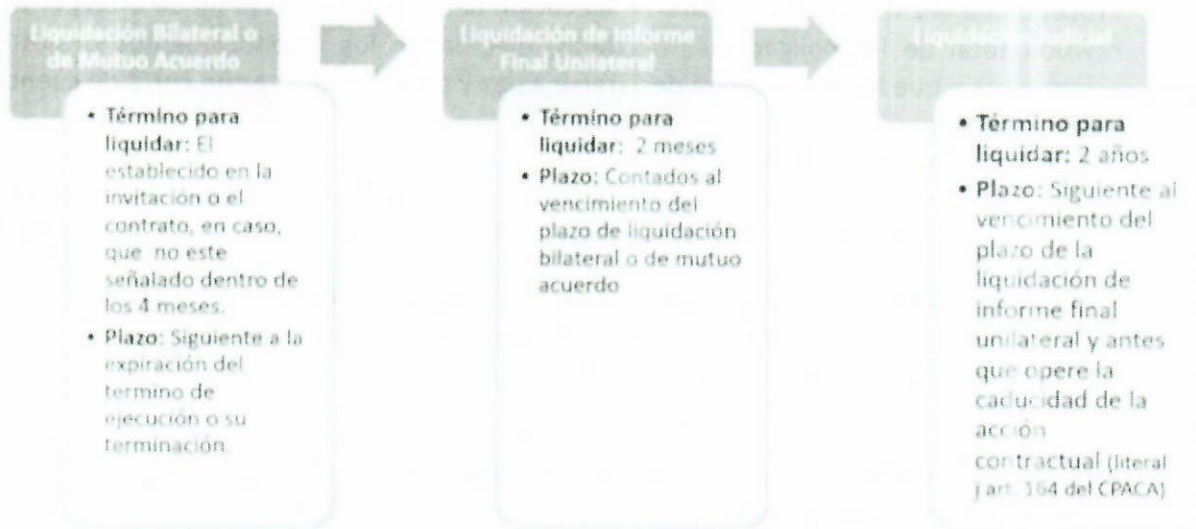 Liquidación Bilateral o
de Mutuo Acuerdo
• Término para
liquidar: El
establecido en la
invitación o el
contrato, en caso,
que no este
señalado dentro de
los 4 meses.
• Plazo: Siguiente a la
expiración del
termino de
ejecución o su
terminación.
Liquidación de Informe
Final Unilateral
• Término para
liquidar: 2 meses
• Plazo: Contados al
vencimiento del
plazo de liquidación
bilateral o de mutuo
acuerdo
Liquidación Judicial
• Término para
liquidar: 2 años
• Plazo: Siguiente al
vencimiento del
plazo de la
liquidación de
informe final
unilateral y antes
que opere la
caducidad de la
acción
contractual (literal
j art. 164 del CPACA)